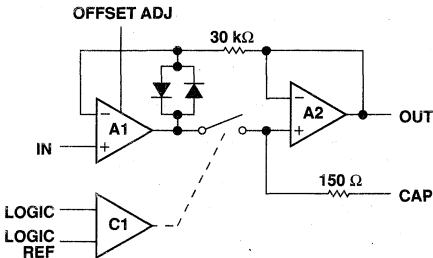 OFFSET ADJ
30 kΩ
−
A1
+
−
A2
+
OUT
IN
150 Ω
CAP
LOGIC
C1
LOGIC
REF